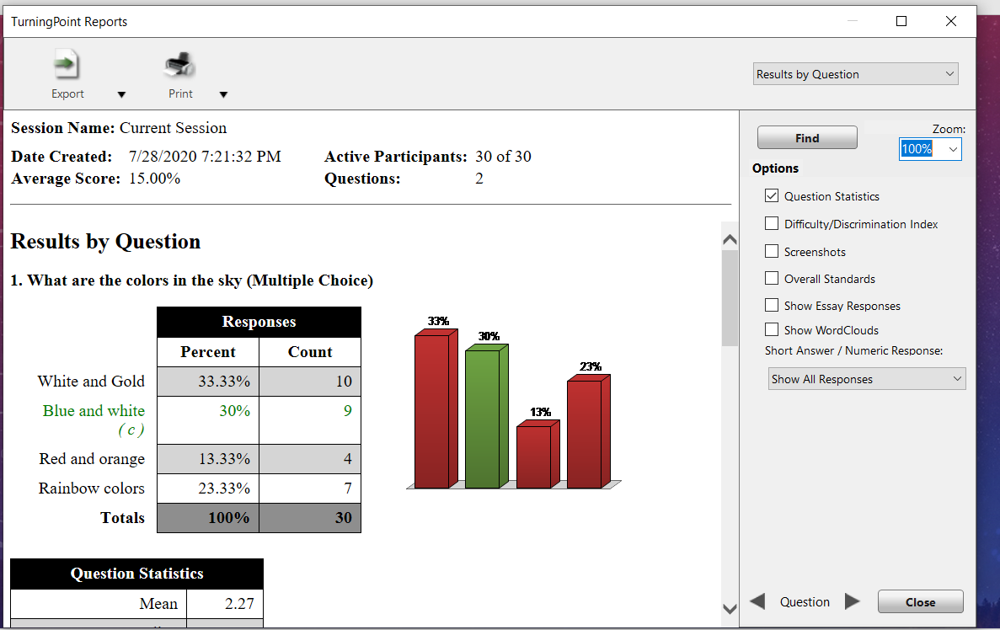 TurningPoint Reports
Export
Print
Results by Question
Session Name: Current Session
Date Created: 7/28/2020 7:21:32 PM Active Participants: 30 of 30
Average Score: 15.00% Questions: 2
Find
Zoom:
100%
Options
Question Statistics
Difficulty/Discrimination Index
Screenshots
Overall Standards
Show Essay Responses
Show WordClouds
Short Answer / Numeric Response:
Show All Responses
Results by Question
1. What are the colors in the sky (Multiple Choice)
Responses
Percent Count
White and Gold 33.33% 10
Blue and white 30% 9
( c )
Red and orange 13.33% 4
Rainbow colors 23.33% 7
Totals 100% 30
33%
30%
13%
23%
Question Statistics
Mean 2.27
Question
Close